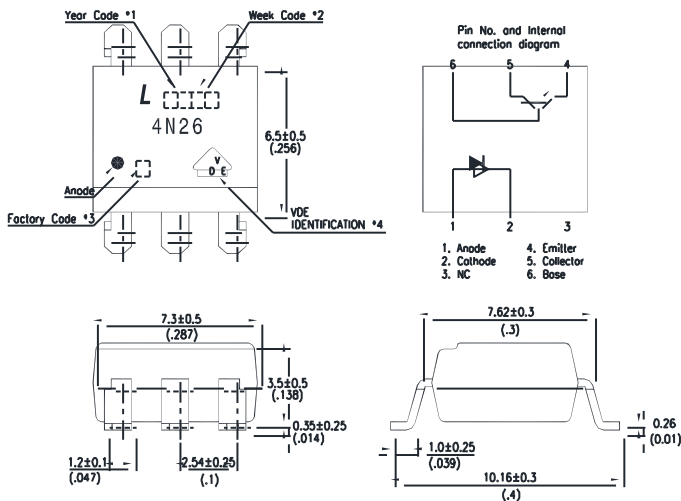 Year Code *1
Week Code *2
Pin No. and Internal
connection diagram
6 5 4
L
4N26
6.5±0.5
(.256)
V
D E
Anode
Factory Code *3
VDE
IDENTIFICATION *4
1 2 3
1. Anode
2. Cathode
3. NC
4. Emitter
5. Collector
6. Base
7.3±0.5
(.287)
7.62±0.3
(.3)
3.5±0.5
(.138)
0.35±0.25
(.014)
0.26
(0.01)
1.2±0.1
(.047)
2.54±0.25
(.1)
1.0±0.25
(.039)
10.16±0.3
(.4)